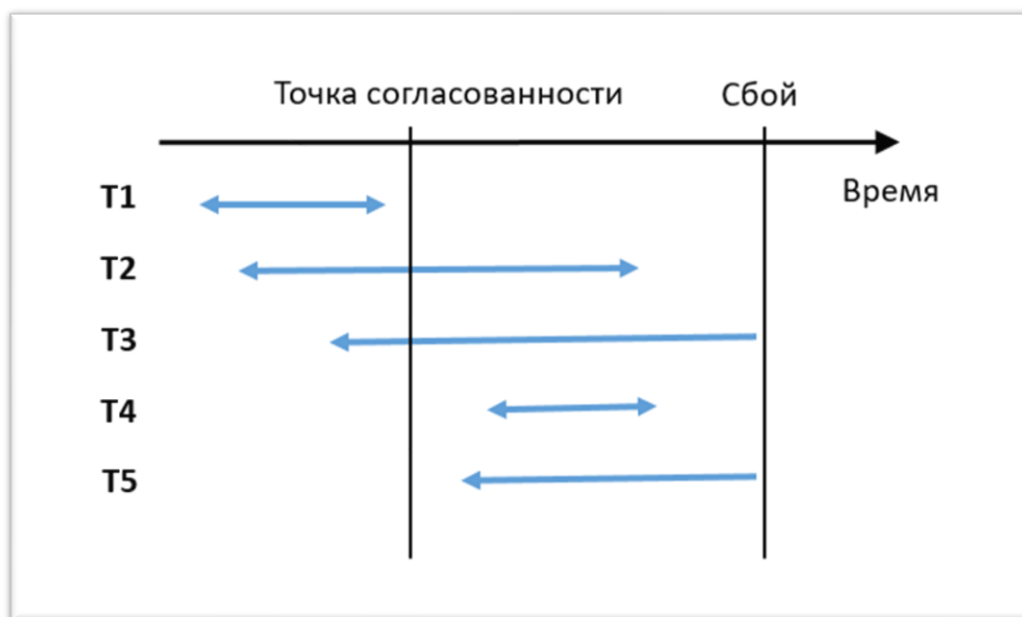 Точка согласованности
Сбой
Время
T1
T2
T3
T4
T5